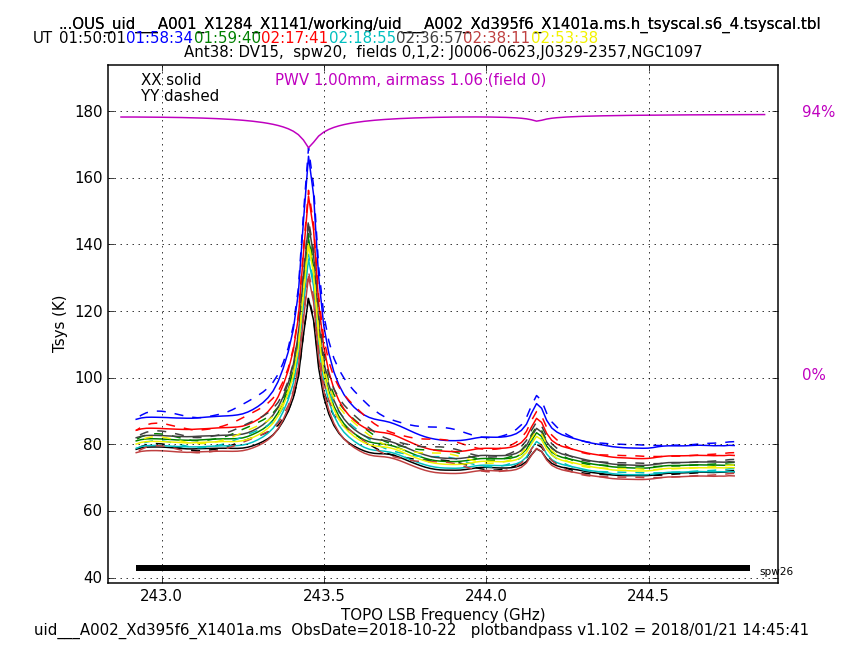 ...OUS_uid___A001_X1284_X1141/working/uid___A002_Xd395f6_X1401a.ms.h_tsyscal.s6_4.tsyscal.tbl
UT 01:50:01 01:58:34 01:59:40 02:17:41 02:18:55 02:36:57 02:38:11 02:53:38
Ant38: DV15,  spw20,  fields 0,1,2: J0006-0623,J0329-2357,NGC1097
XX solid
PWV 1.00mm, airmass 1.06 (field 0)
YY dashed
94%
0%
180
160
140
120
100
80
60
40
Tsys (K)
spw26
243.0 243.5 244.0 244.5
TOPO LSB Frequency (GHz)
uid___A002_Xd395f6_X1401a.ms  ObsDate=2018-10-22   plotbandpass v1.102 = 2018/01/21 14:45:41